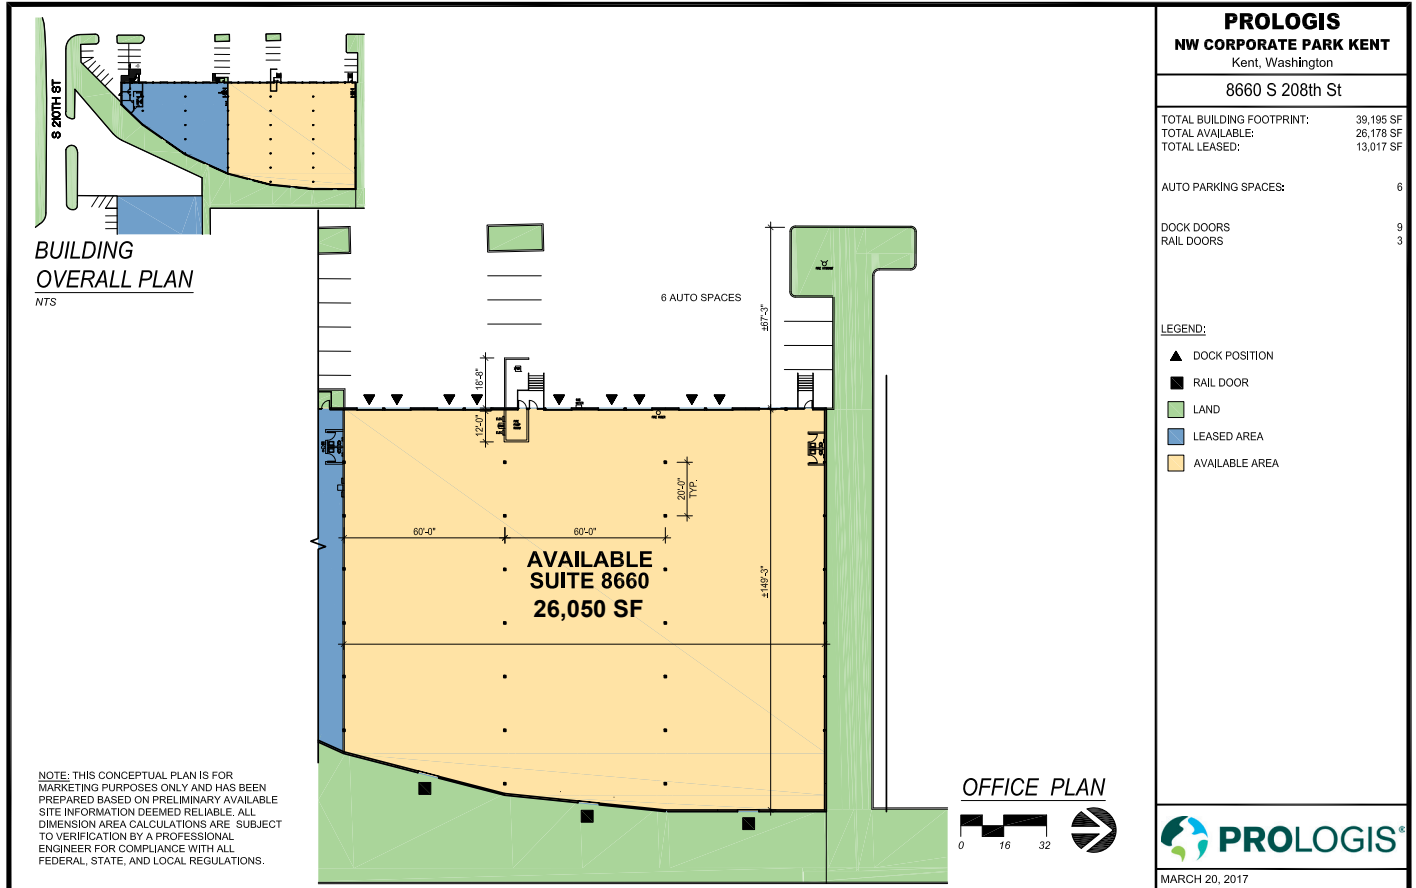 S 210TH ST
BUILDING
OVERALL PLAN
NTS
6 AUTO SPACES
±67'-3"
18'-8"
12'-0"
20'-0"
TYP.
60'-0"
60'-0"
AVAILABLE
SUITE 8660
26,050 SF
±149'-3"
NOTE: THIS CONCEPTUAL PLAN IS FOR
MARKETING PURPOSES ONLY AND HAS BEEN
PREPARED BASED ON PRELIMINARY AVAILABLE
SITE INFORMATION DEEMED RELIABLE. ALL
DIMENSION AREA CALCULATIONS ARE SUBJECT
TO VERIFICATION BY A PROFESSIONAL
ENGINEER FOR COMPLIANCE WITH ALL
FEDERAL, STATE, AND LOCAL REGULATIONS.
OFFICE PLAN
0 16 32
PROLOGIS
NW CORPORATE PARK KENT
Kent, Washington
8660 S 208th St
TOTAL BUILDING FOOTPRINT: 39,195 SF
TOTAL AVAILABLE: 26,178 SF
TOTAL LEASED: 13,017 SF
AUTO PARKING SPACES: 6
DOCK DOORS 9
RAIL DOORS 3
LEGEND:
DOCK POSITION
RAIL DOOR
LAND
LEASED AREA
AVAILABLE AREA
PROLOGIS®
MARCH 20, 2017